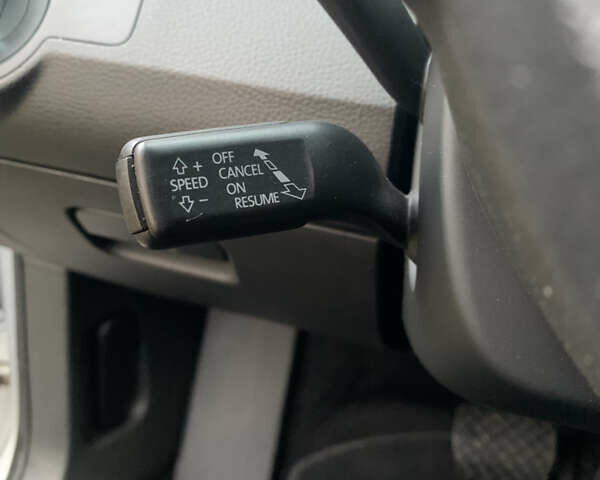 + OFF
SPEED CANCEL
ON
− RESUME